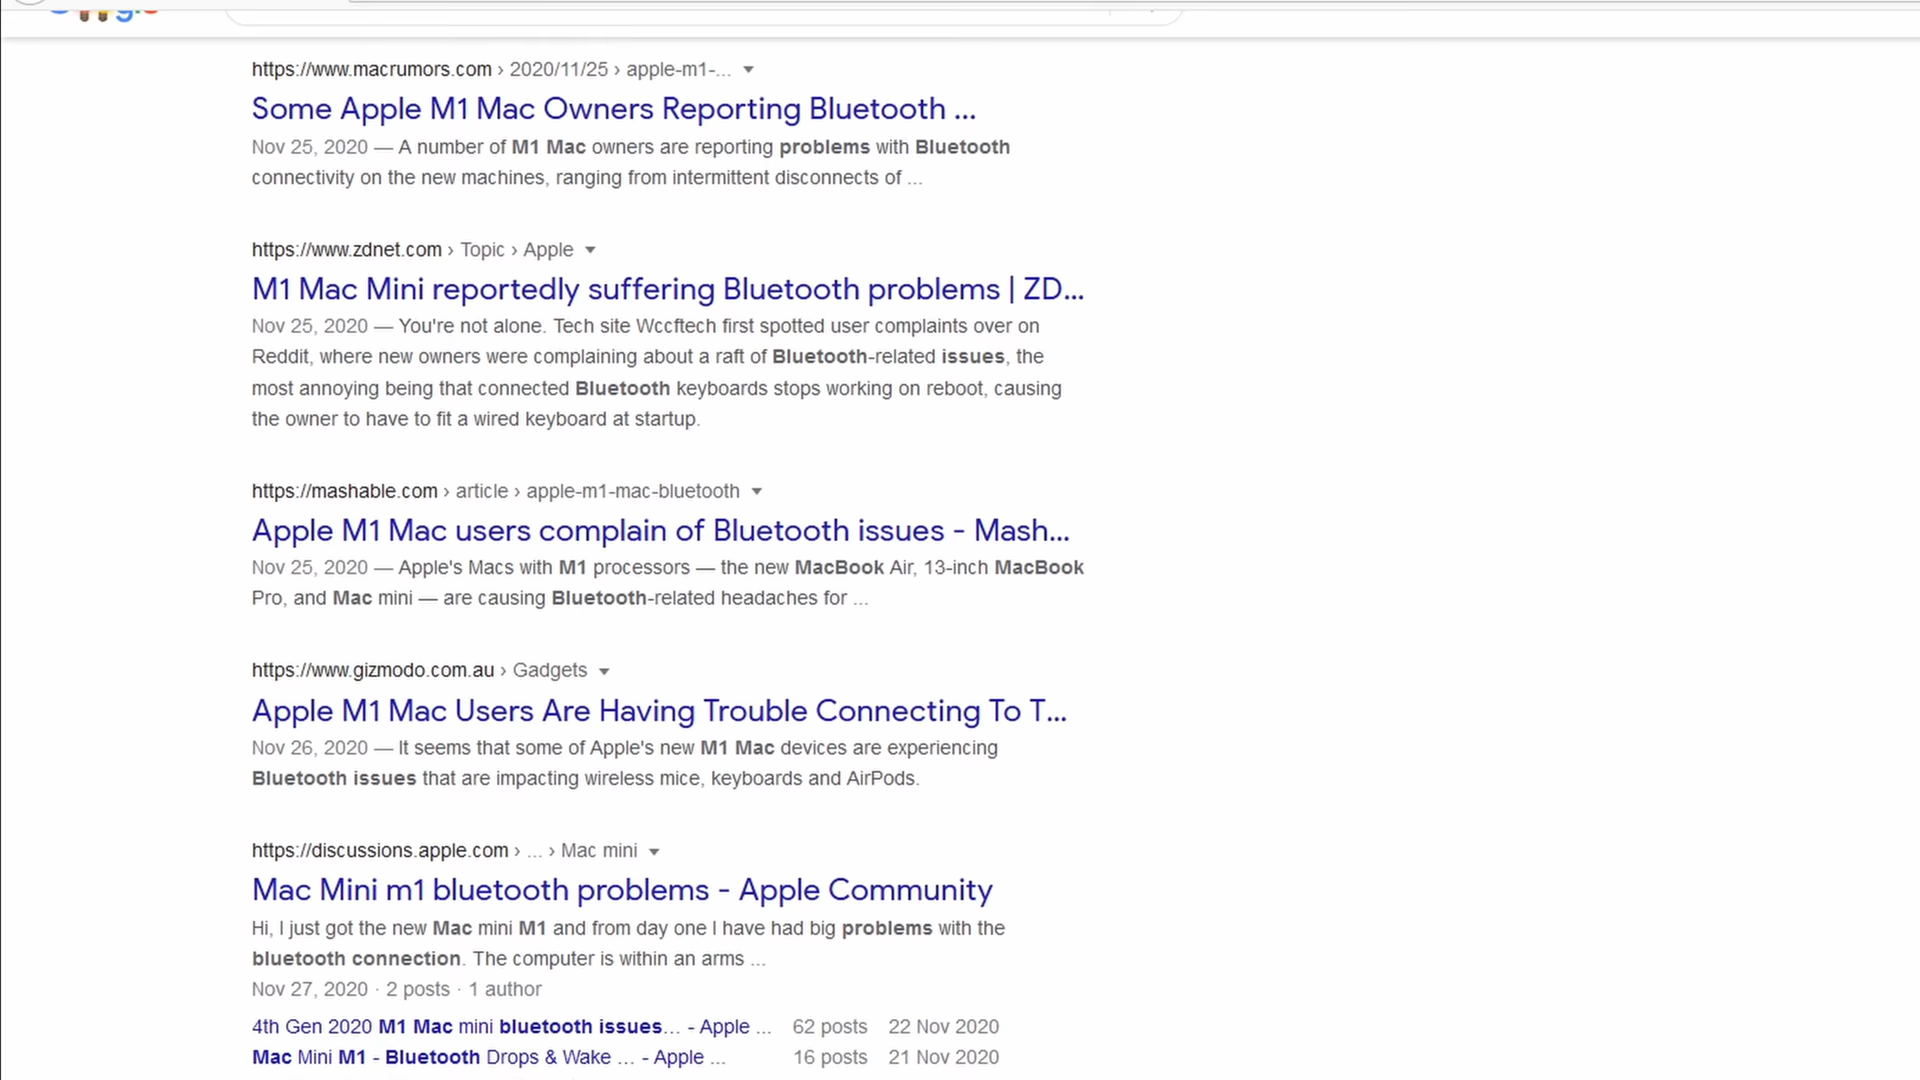 https://www.macrumors.com › 2020/11/25 › apple-m1-...
Some Apple M1 Mac Owners Reporting Bluetooth ...
Nov 25, 2020 — A number of M1 Mac owners are reporting problems with Bluetooth
connectivity on the new machines, ranging from intermittent disconnects of ...
https://www.zdnet.com › Topic › Apple
M1 Mac Mini reportedly suffering Bluetooth problems | ZD...
Nov 25, 2020 — You're not alone. Tech site Wccftech first spotted user complaints over on
Reddit, where new owners were complaining about a raft of Bluetooth-related issues, the
most annoying being that connected Bluetooth keyboards stops working on reboot, causing
the owner to have to fit a wired keyboard at startup.
https://mashable.com › article › apple-m1-mac-bluetooth
Apple M1 Mac users complain of Bluetooth issues - Mash...
Nov 25, 2020 — Apple's Macs with M1 processors — the new MacBook Air, 13-inch MacBook
Pro, and Mac mini — are causing Bluetooth-related headaches for ...
https://www.gizmodo.com.au › Gadgets
Apple M1 Mac Users Are Having Trouble Connecting To T...
Nov 26, 2020 — It seems that some of Apple's new M1 Mac devices are experiencing
Bluetooth issues that are impacting wireless mice, keyboards and AirPods.
https://discussions.apple.com › ... › Mac mini
Mac Mini m1 bluetooth problems - Apple Community
Hi, I just got the new Mac mini M1 and from day one I have had big problems with the
bluetooth connection. The computer is within an arms ...
Nov 27, 2020 · 2 posts · 1 author
4th Gen 2020 M1 Mac mini bluetooth issues... - Apple ... 62 posts 22 Nov 2020
Mac Mini M1 - Bluetooth Drops & Wake ... - Apple ... 16 posts 21 Nov 2020